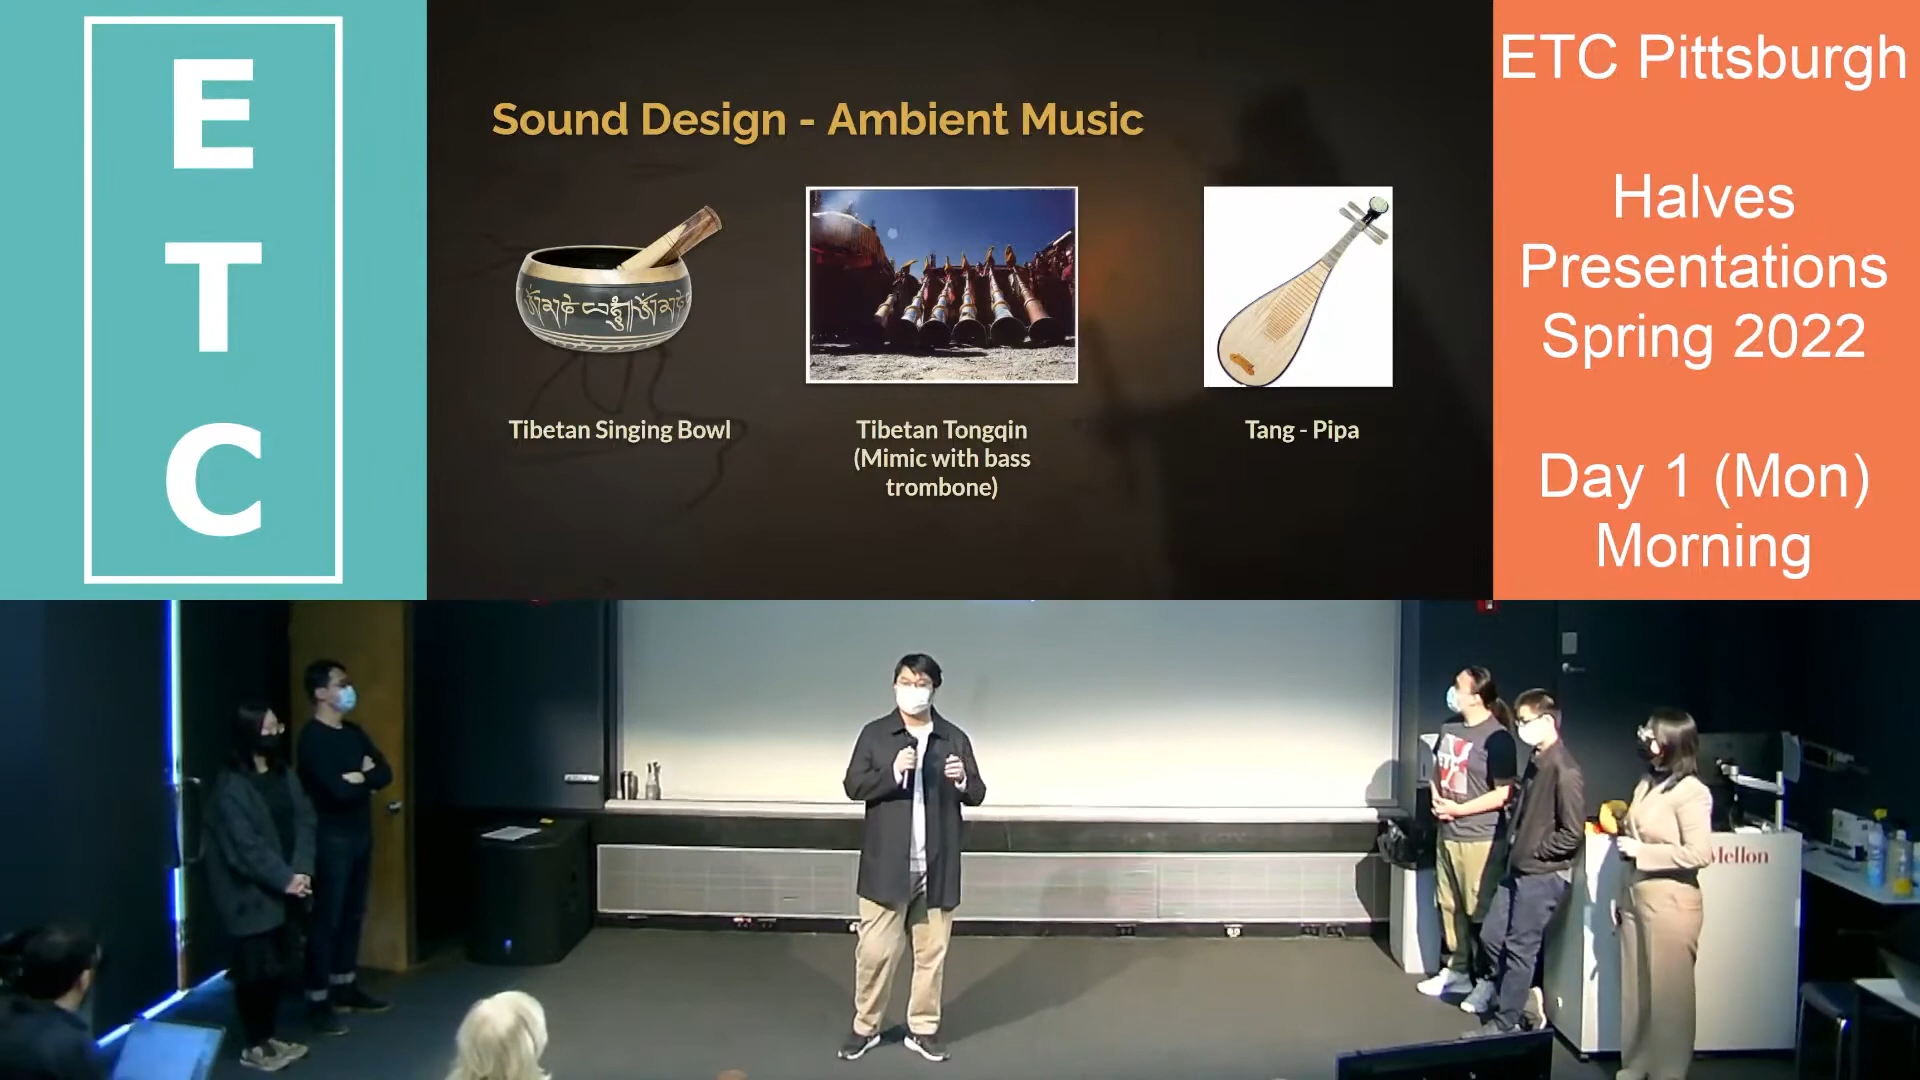 E
T
C
Sound Design - Ambient Music
Tibetan Singing Bowl
Tibetan Tongqin
(Mimic with bass
trombone)
Tang - Pipa
ETC Pittsburgh
Halves
Presentations
Spring 2022
Day 1 (Mon)
Morning
Mellon